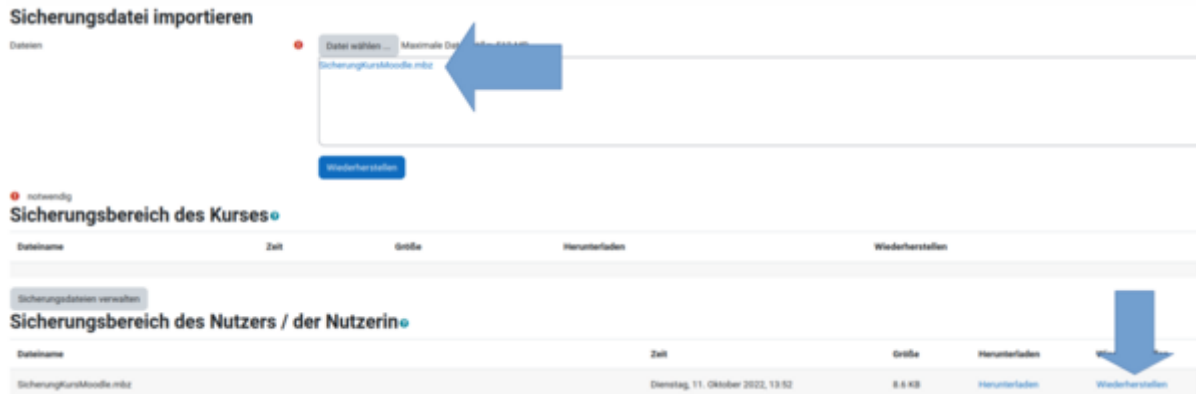 Sicherungsdatei importieren
Dateien
Datei wählen ... Maximale
SicherungKursMoodle.mbz
Wiederherstellen
notwendig
Sicherungsbereich des Kurses
Dateiname Zeit Größe Herunterladen Wiederherstellen
Sicherungsdateien verwalten
Sicherungsbereich des Nutzers / der Nutzerin
Dateiname Zeit Größe Herunterladen
SicherungKursMoodle.mbz Dienstag, 11. Oktober 2022, 13:52 8.6 KB Herunterladen Wiederherstellen